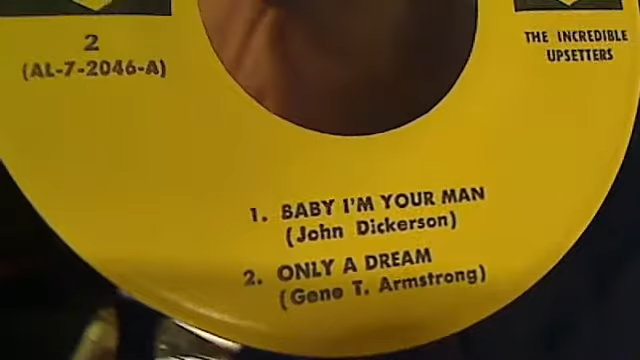 2
(AL-7-2046-A)
THE INCREDIBLE
UPSETTERS
1. BABY I'M YOUR MAN
(John Dickerson)
2. ONLY A DREAM
(Gene T. Armstrong)